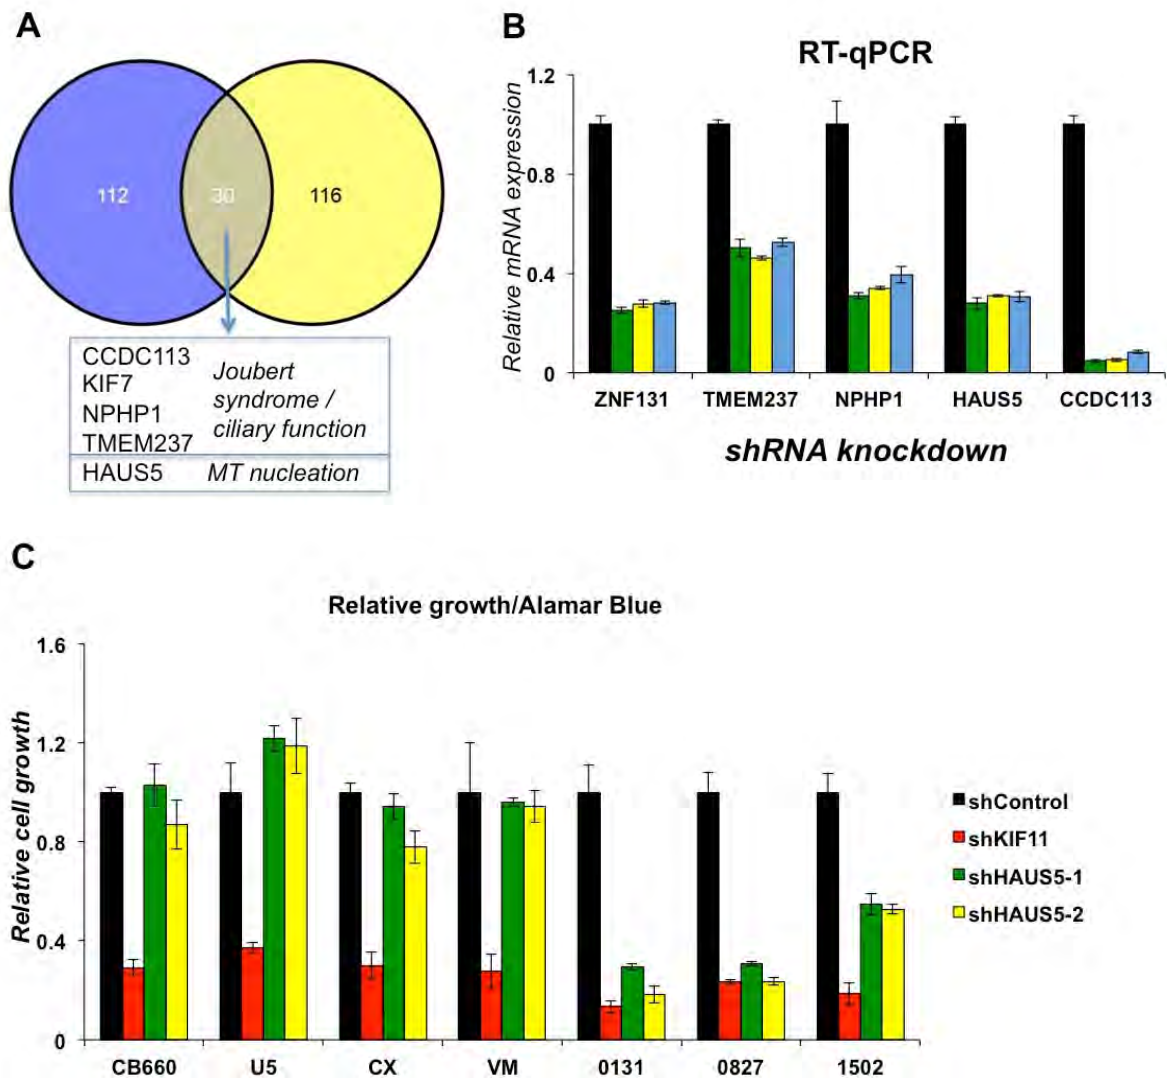 A
112
30
116
CCDC113
KIF7
NPHP1
TMEM237
Joubert
syndrome /
ciliary function
HAUS5 MT nucleation
B
RT-qPCR
Relative mRNA expression
1.2
0.8
0.4
0
ZNF131 TMEM237 NPHP1 HAUS5 CCDC113
shRNA knockdown
C
Relative growth/Alamar Blue
Relative cell growth
1.6
1.2
0.8
0.4
0
CB660 U5 CX VM 0131 0827 1502
shControl
shKIF11
shHAUS5-1
shHAUS5-2